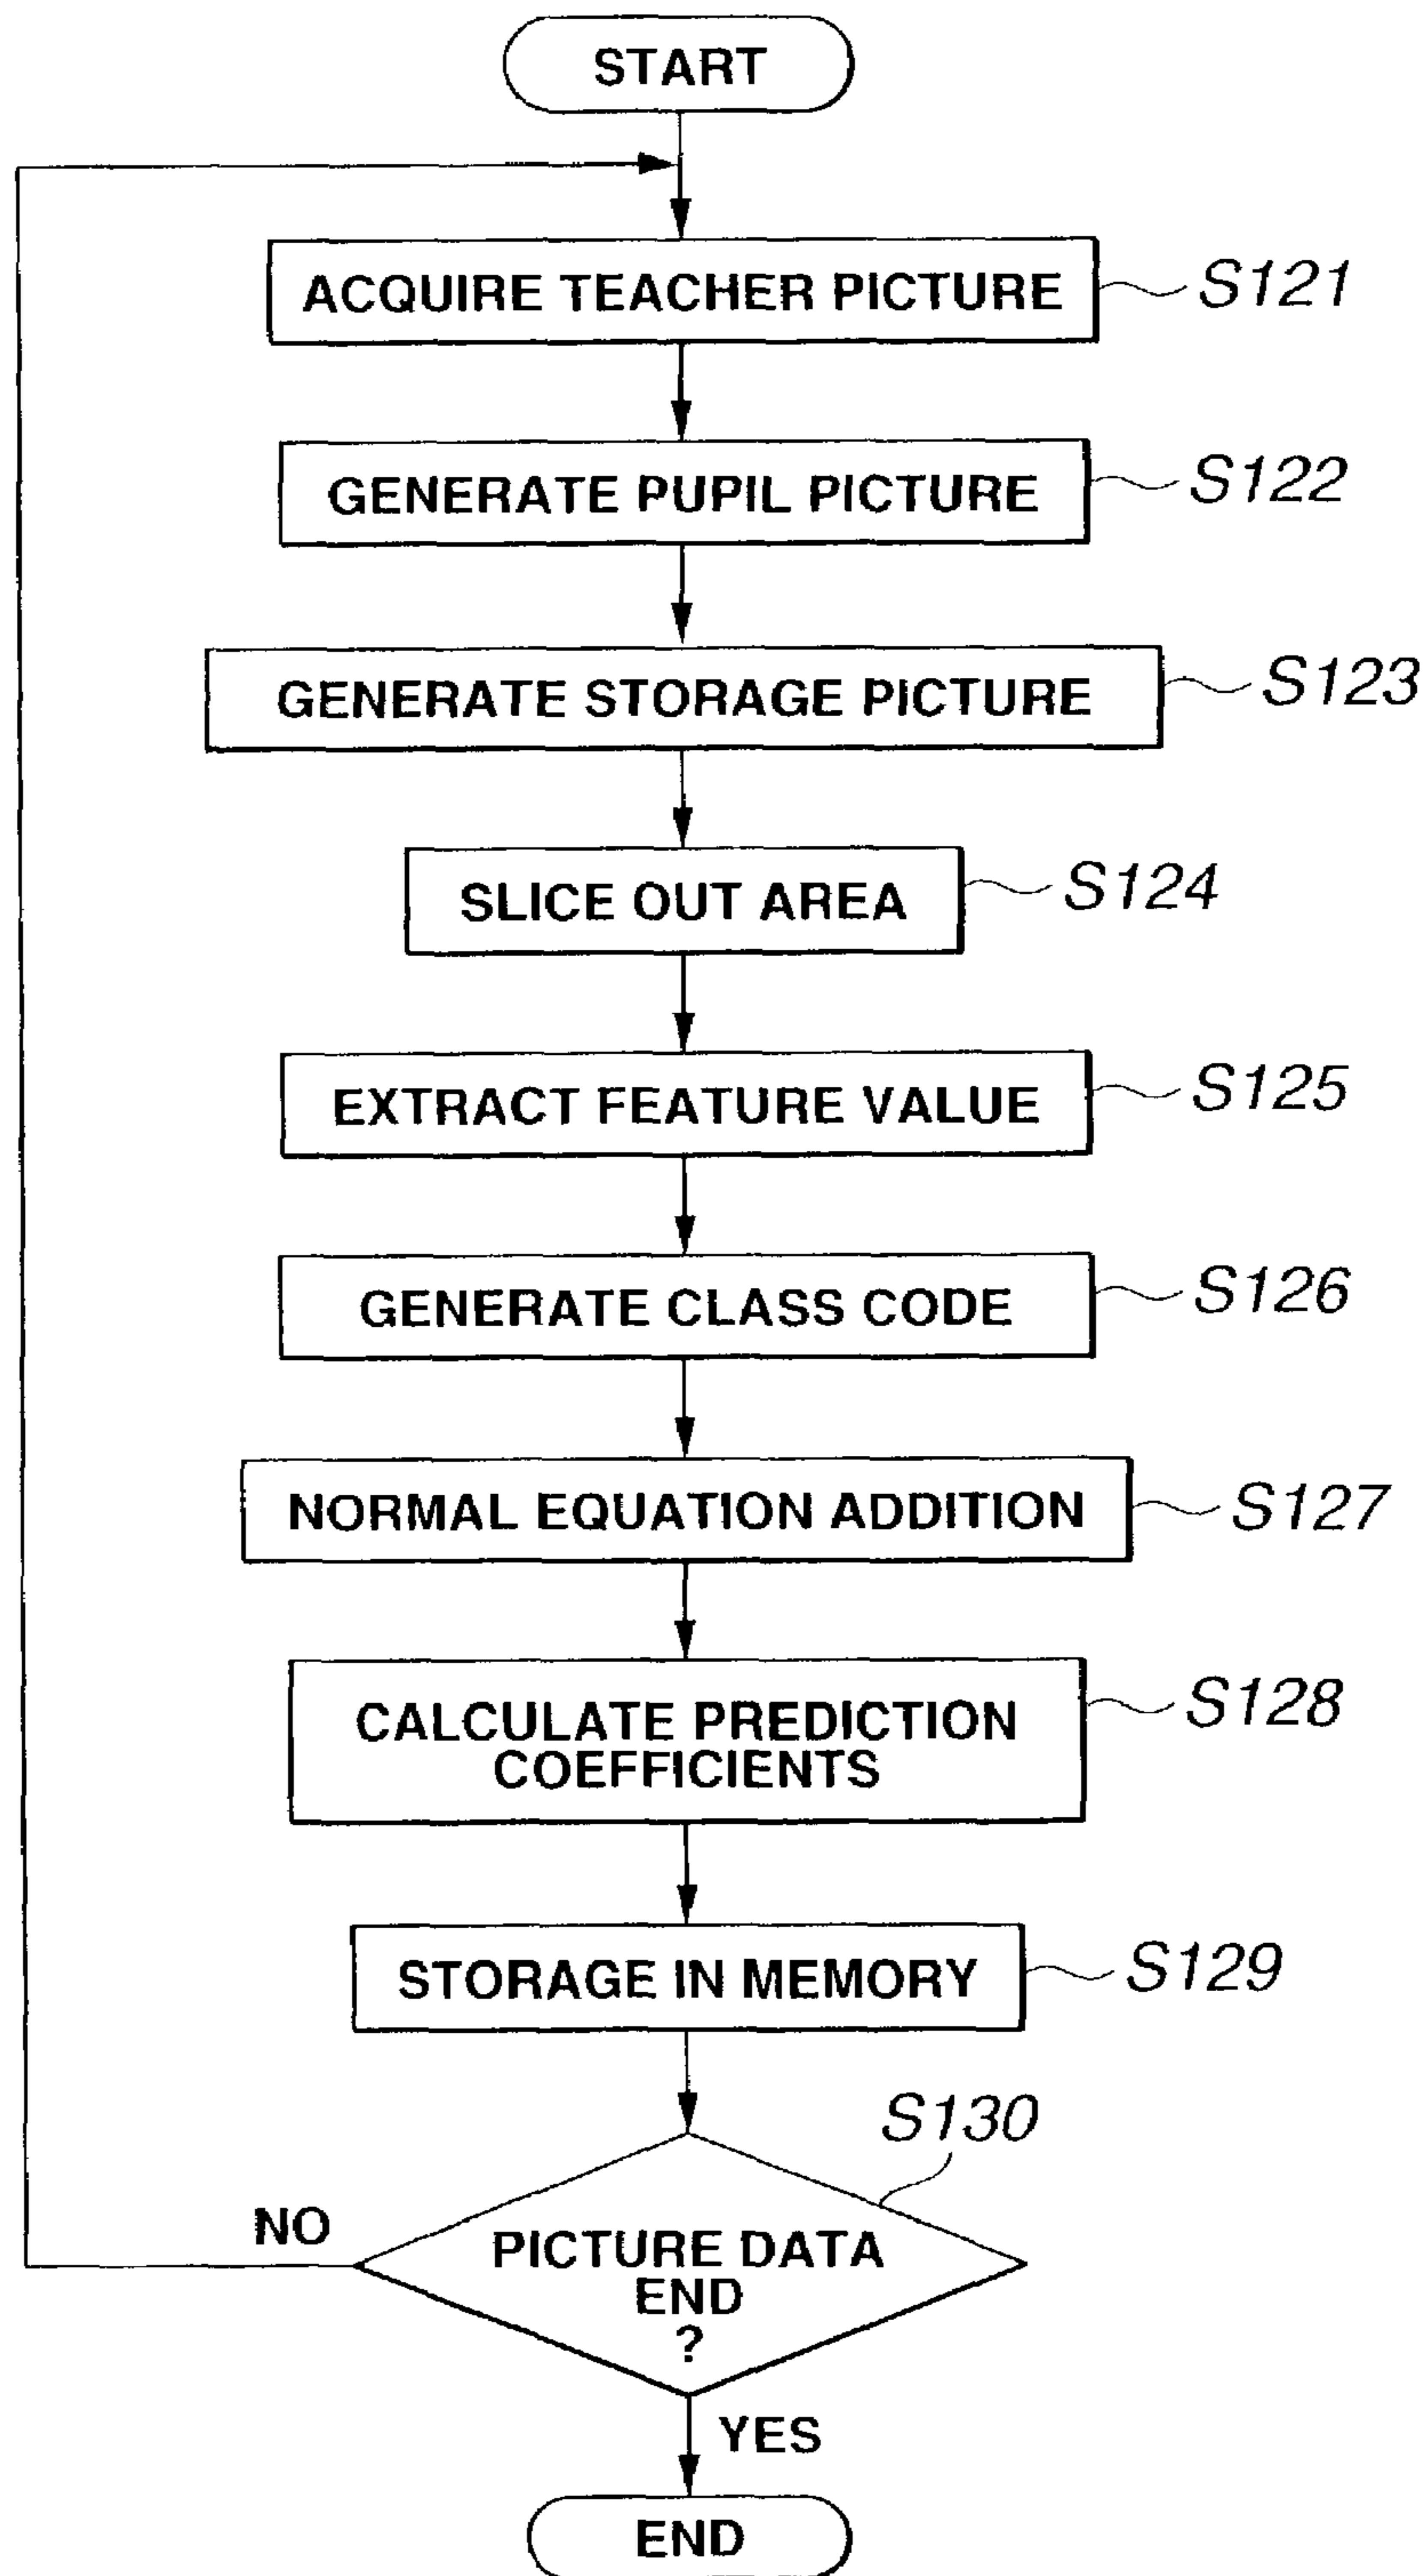 START
ACQUIRE TEACHER PICTURE
S121
GENERATE PUPIL PICTURE
S122
GENERATE STORAGE PICTURE
S123
SLICE OUT AREA
S124
EXTRACT FEATURE VALUE
S125
GENERATE CLASS CODE
S126
NORMAL EQUATION ADDITION
S127
CALCULATE PREDICTION
COEFFICIENTS
S128
STORAGE IN MEMORY
S129
S130
NO
PICTURE DATA
END
?
YES
END